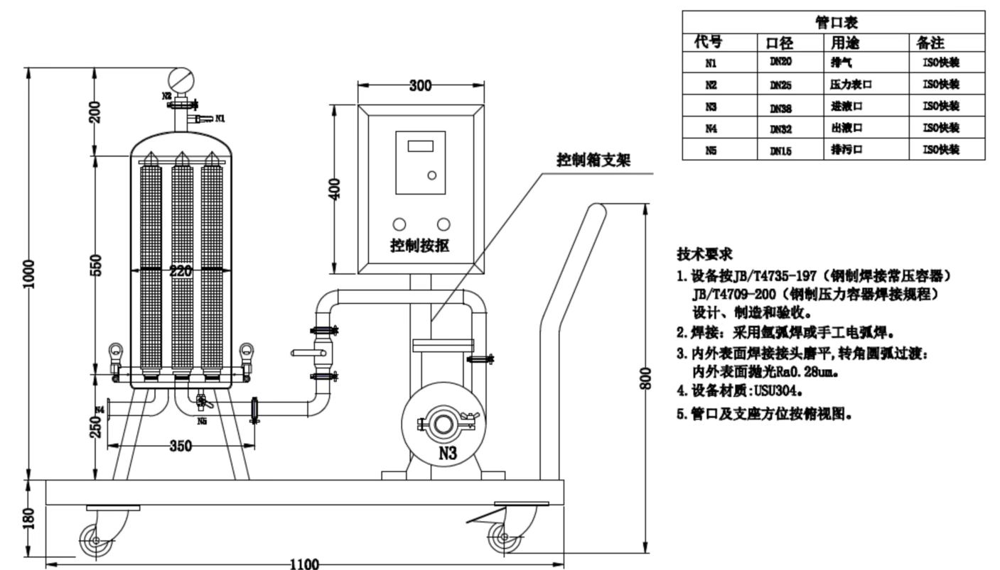 管口表
代号 口径 用途 备注
N1 DN20 排气 ISO快装
N2 DN25 压力表口 ISO快装
N3 DN38 进液口 ISO快装
N4 DN32 出液口 ISO快装
N5 DN15 排污口 ISO快装
N2
N1
200
550
1000
220
250
350
180
1100
N4
N5
300
400
控制按抠
控制箱支架
N3
800
技术要求
1.设备按JB/T4735-197（钢制焊接常压容器）
JB/T4709-200（钢制压力容器焊接规程）
设计、制造和验收。
2.焊接：采用氩弧焊或手工电弧焊。
3.内外表面焊接接头磨平,转角圆弧过渡：
内外表面抛光Ra0.28um。
4.设备材质:USU304。
5.管口及支座方位按俯视图。